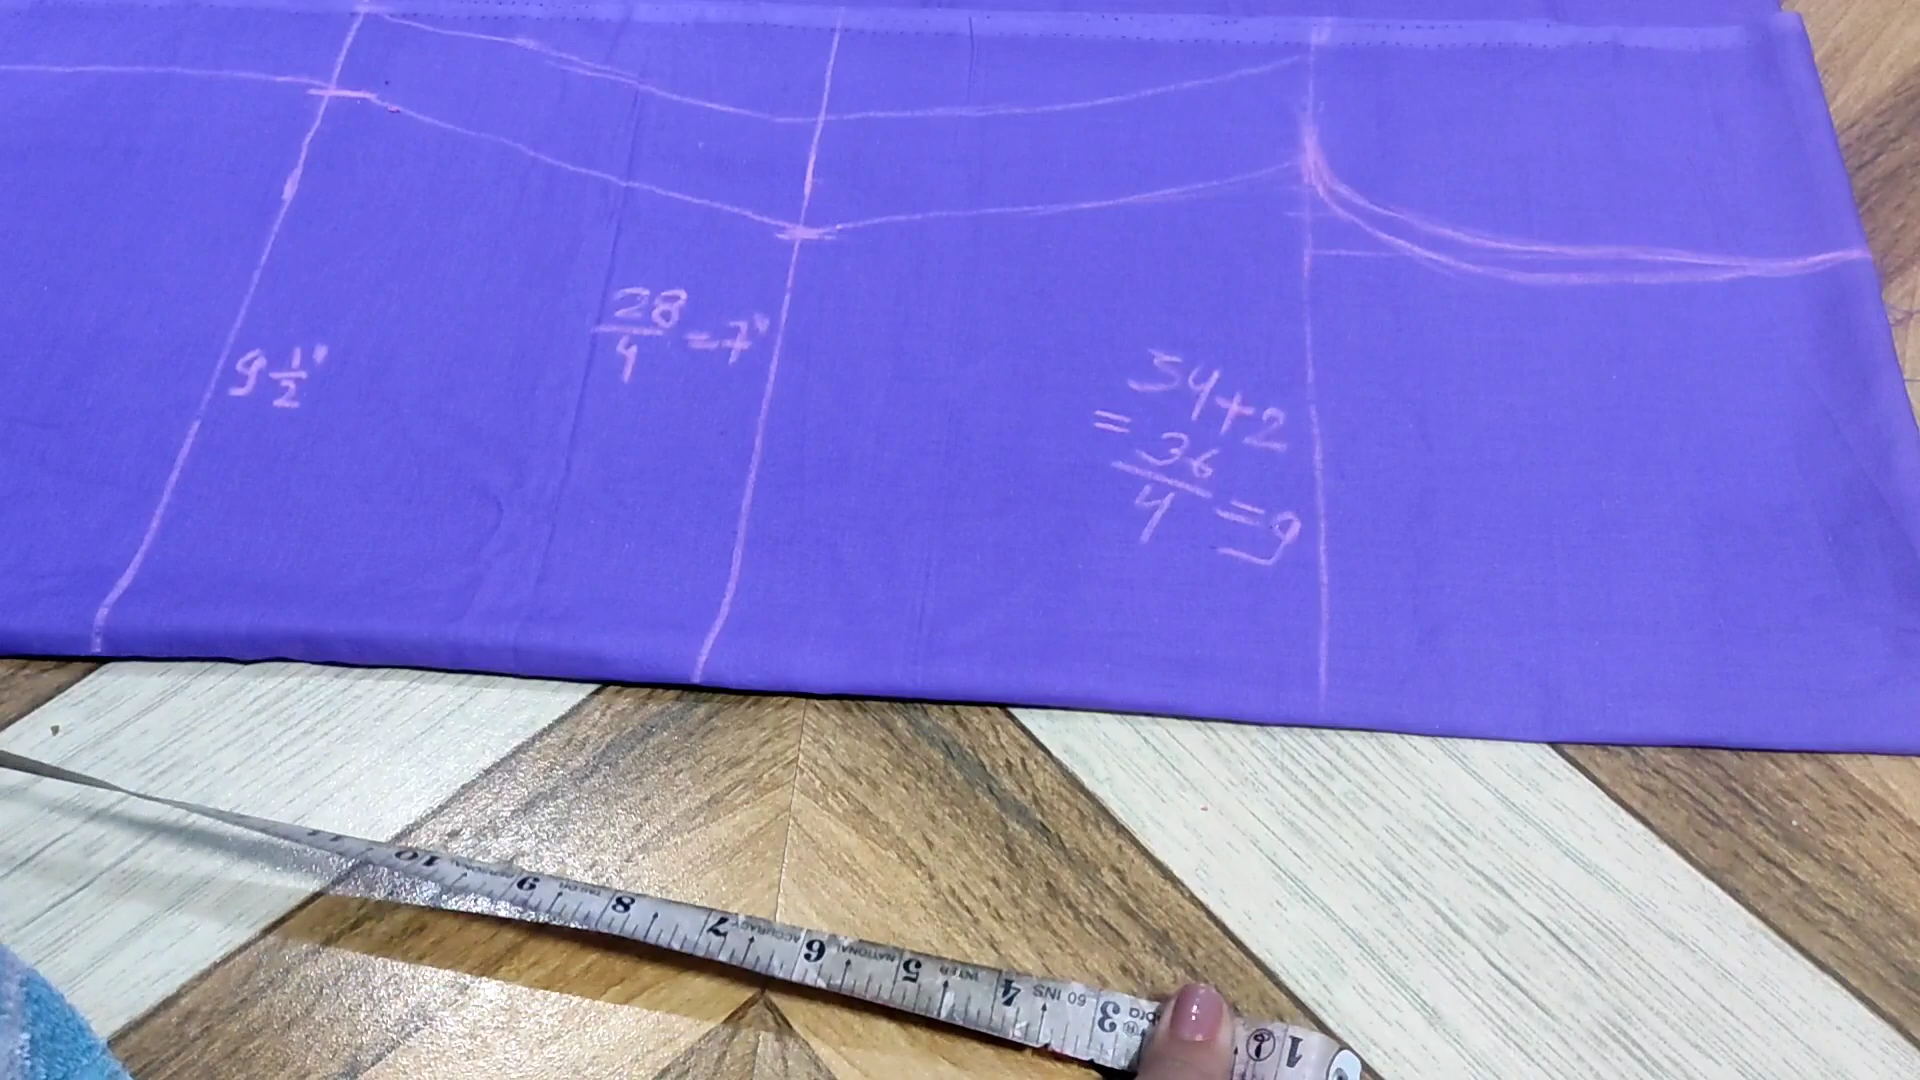 9 1/2"
28/4 = 7"
34+2
= 36/4 = 9
10
9
8
7
ACCURACY
6
NATIONAL
5
INTER
4
60 INS
3
1